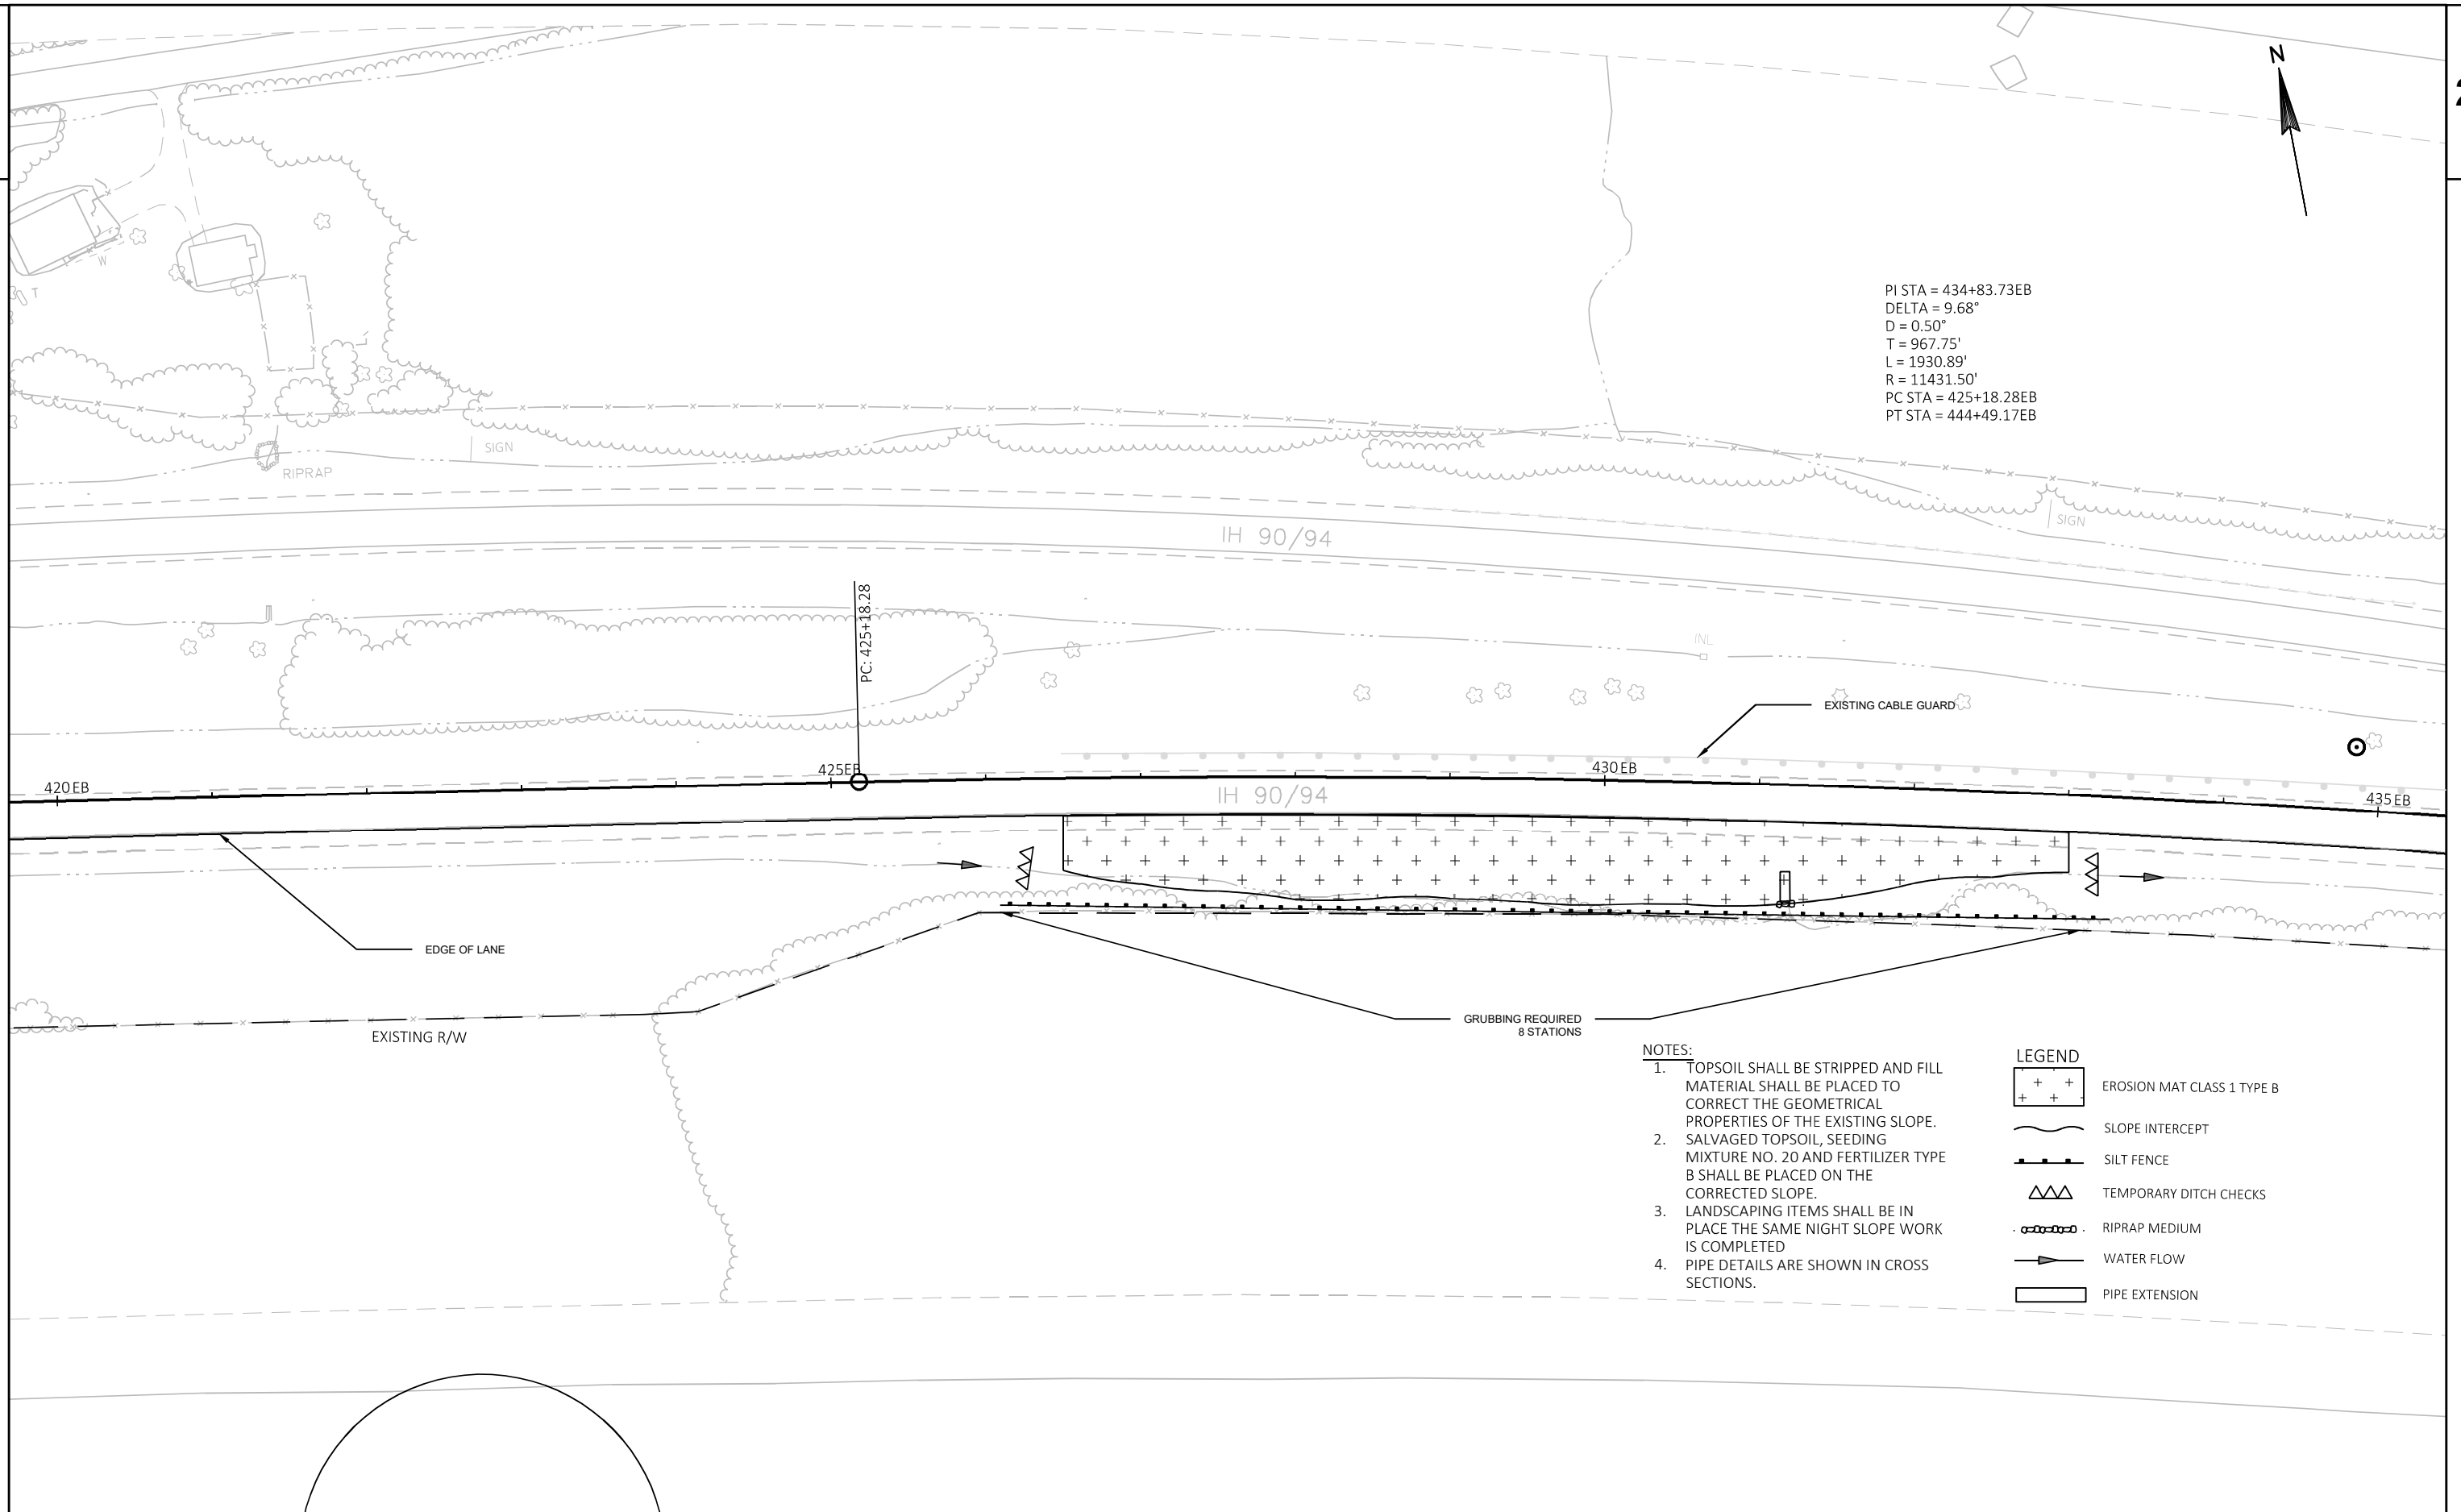 N
W
T
PI STA = 434+83.73EB
DELTA = 9.68°
D = 0.50°
T = 967.75'
L = 1930.89'
R = 11431.50'
PC STA = 425+18.28EB
PT STA = 444+49.17EB
SIGN
RIPRAP
SIGN
IH 90/94
PC: 425+18.28
INL
EXISTING CABLE GUARD
420EB
425EB
430EB
435EB
IH 90/94
EDGE OF LANE
EXISTING R/W
GRUBBING REQUIRED
8 STATIONS
NOTES:
1. TOPSOIL SHALL BE STRIPPED AND FILL
MATERIAL SHALL BE PLACED TO
CORRECT THE GEOMETRICAL
PROPERTIES OF THE EXISTING SLOPE.
2. SALVAGED TOPSOIL, SEEDING
MIXTURE NO. 20 AND FERTILIZER TYPE
B SHALL BE PLACED ON THE
CORRECTED SLOPE.
3. LANDSCAPING ITEMS SHALL BE IN
PLACE THE SAME NIGHT SLOPE WORK
IS COMPLETED
4. PIPE DETAILS ARE SHOWN IN CROSS
SECTIONS.
LEGEND
EROSION MAT CLASS 1 TYPE B
SLOPE INTERCEPT
SILT FENCE
TEMPORARY DITCH CHECKS
RIPRAP MEDIUM
WATER FLOW
PIPE EXTENSION